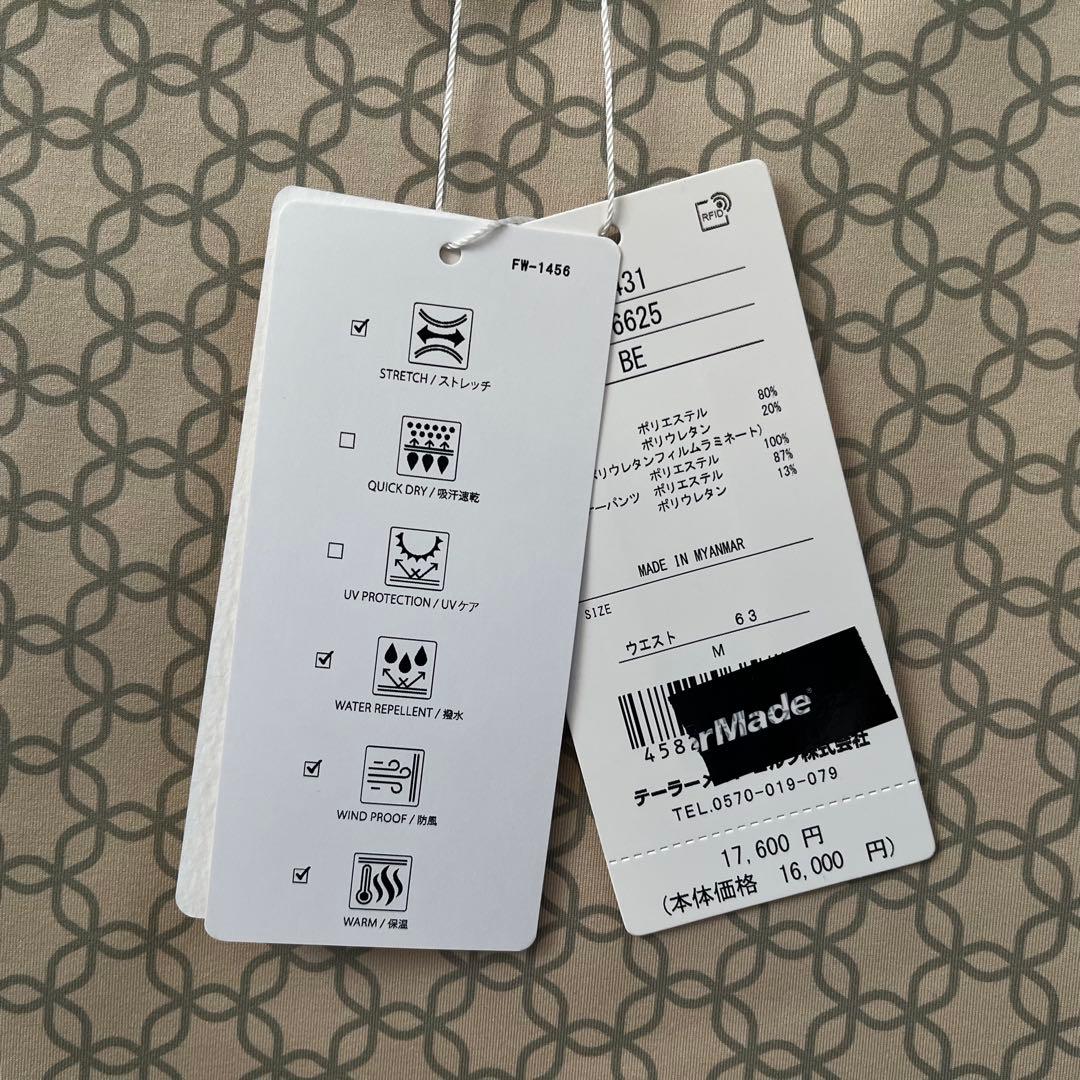 FW-1456
STRETCH / ストレッチ
QUICK DRY / 吸汗速乾
UV PROTECTION / UVケア
WATER REPELLENT / 撥水
WIND PROOF / 防風
WARM / 保温
RFID
431
6625
BE
ポリエステル 80%
ポリウレタン 20%
ポリウレタンフィルムラミネート)
ポリエステル 100%
ーパンツ ポリエステル 87%
ポリウレタン 13%
MADE IN MYANMAR
SIZE
ウエスト 63
M
4582
erMade
テーラーメ 株式会社
TEL.0570-019-079
17,600 円
(本体価格 16,000 円)